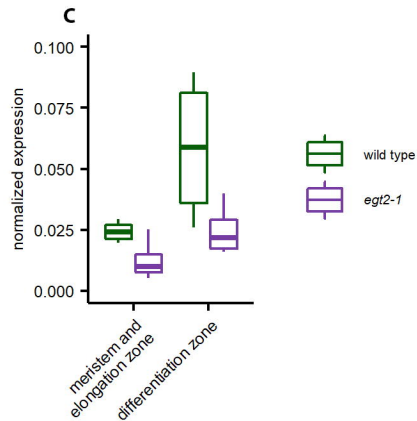 C
normalized expression
0.100
0.075
0.050
0.025
0.000
meristem and
elongation zone
differentiation zone
wild type
egt2-1